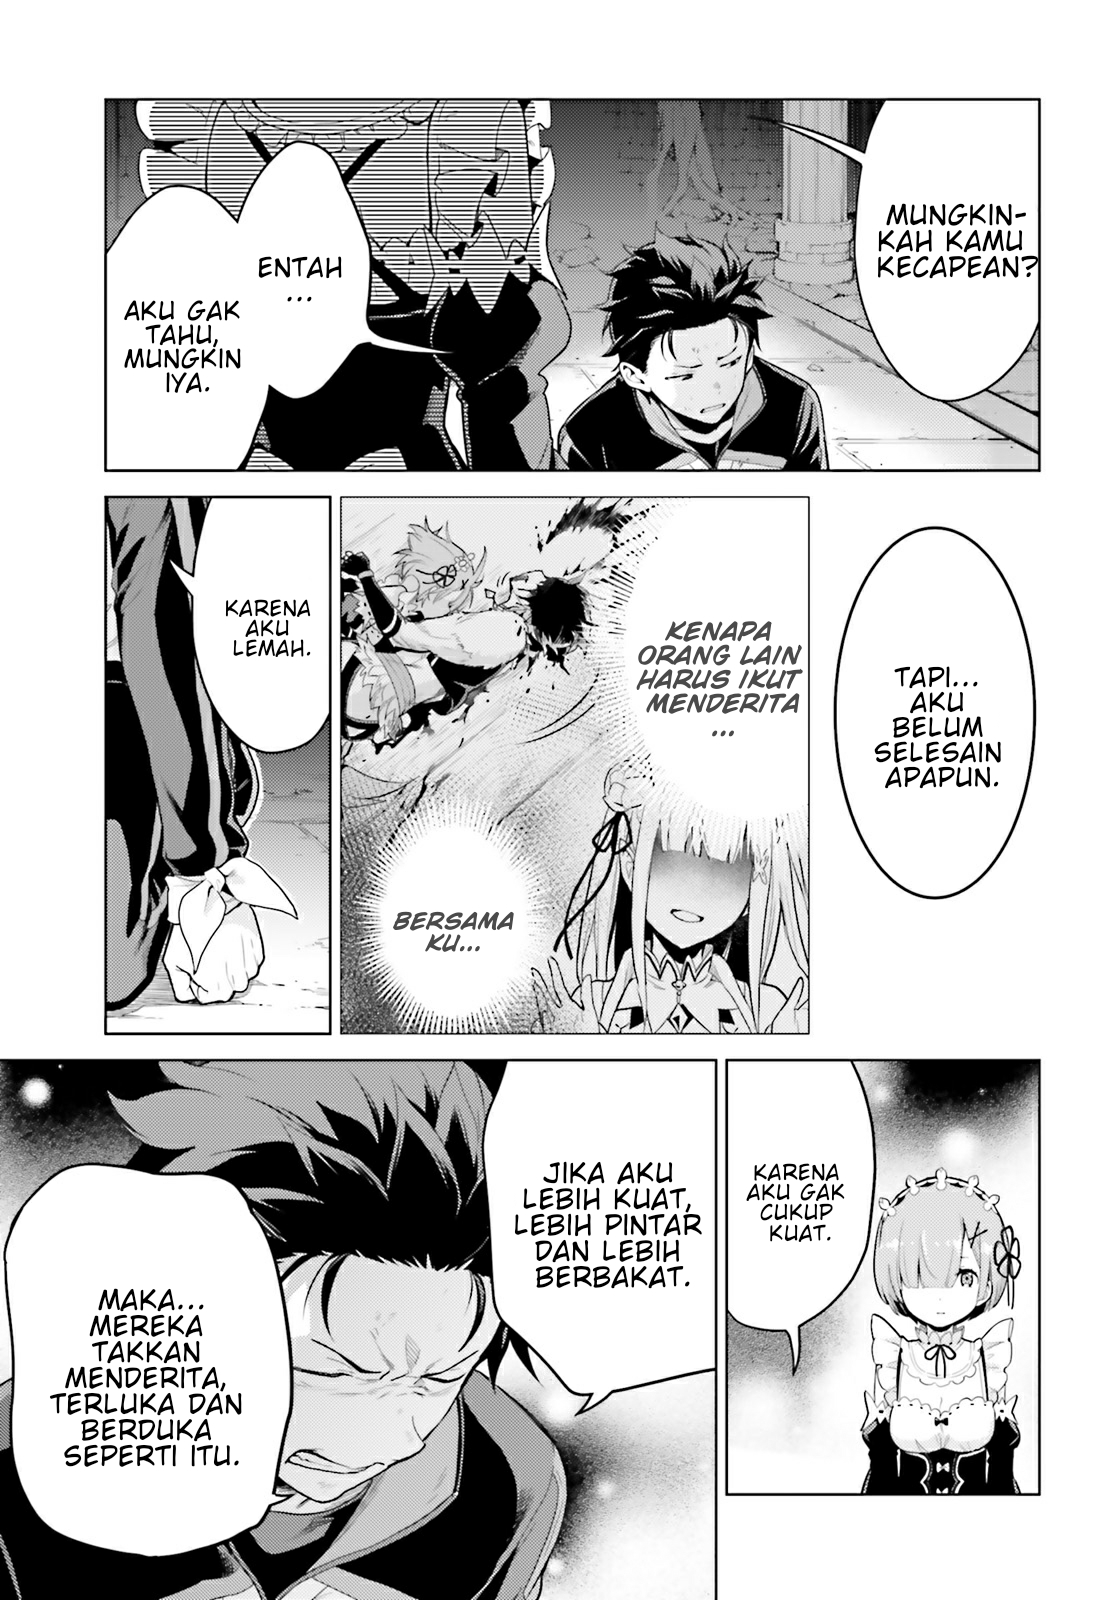 MUNGKIN-
KAH KAMU
KECAPEAN?
ENTAH
...
AKU GAK
TAHU,
MUNGKIN
IYA.
TAPI...
AKU
BELUM
SELESAIN
APAPUN.
KENAPA
ORANG LAIN
HARUS IKUT
MENDERITA
...
BERSAMA
KU...
KARENA
AKU
LEMAH.
KARENA
AKU GAK
CUKUP
KUAT.
JIKA AKU
LEBIH KUAT,
LEBIH PINTAR
DAN LEBIH
BERBAKAT.
MAKA...
MEREKA
TAKKAN
MENDERITA,
TERLUKA DAN
BERDUKA
SEPERTI ITU.